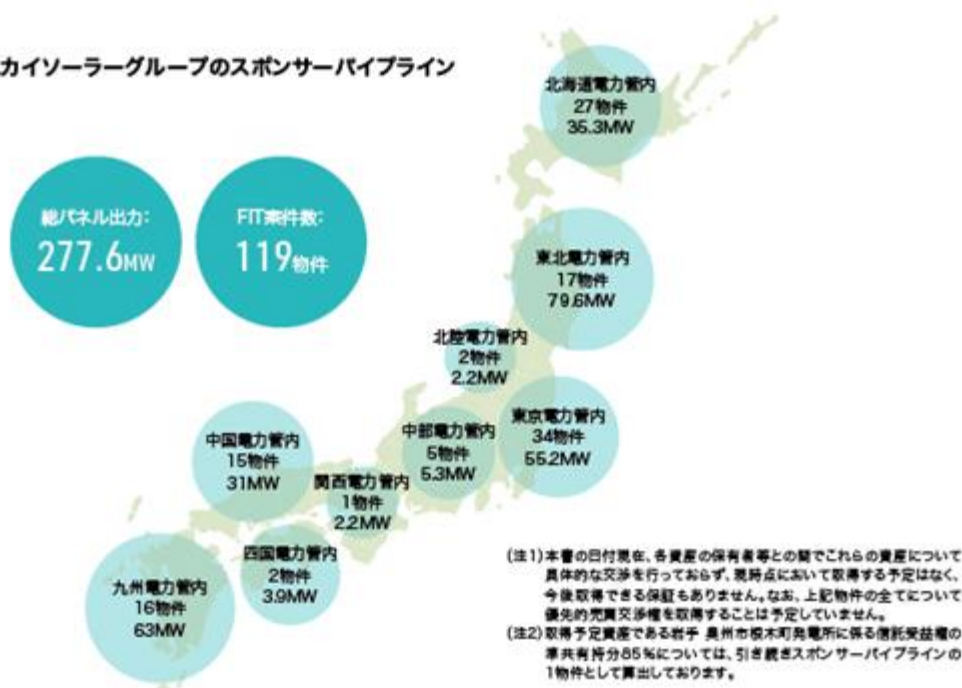 カイソーラーグループのスポンサーパイプライン
総パネル出力:
277.6MW
FIT案件数:
119物件
北海道電力管内
27物件
35.3MW
東北電力管内
17物件
79.6MW
北陸電力管内
2物件
2.2MW
東京電力管内
34物件
55.2MW
中部電力管内
5物件
5.3MW
中国電力管内
15物件
31MW
関西電力管内
1物件
2.2MW
四国電力管内
2物件
3.9MW
九州電力管内
16物件
63MW
(注1)本書の日付現在、各資産の保有者等との間でこれらの資産について
具体的な交渉を行っておらず、現時点において取得する予定はなく、
今後取得できる保証もありません。なお、上記物件の全てについて
優先的売買交渉権を取得することは予定していません。
(注2)取得予定資産である岩手 奥州市根木町発電所に係る信託受益権の
準共有持分85%については、引き続きスポンサーパイプラインの
1物件として算出しております。